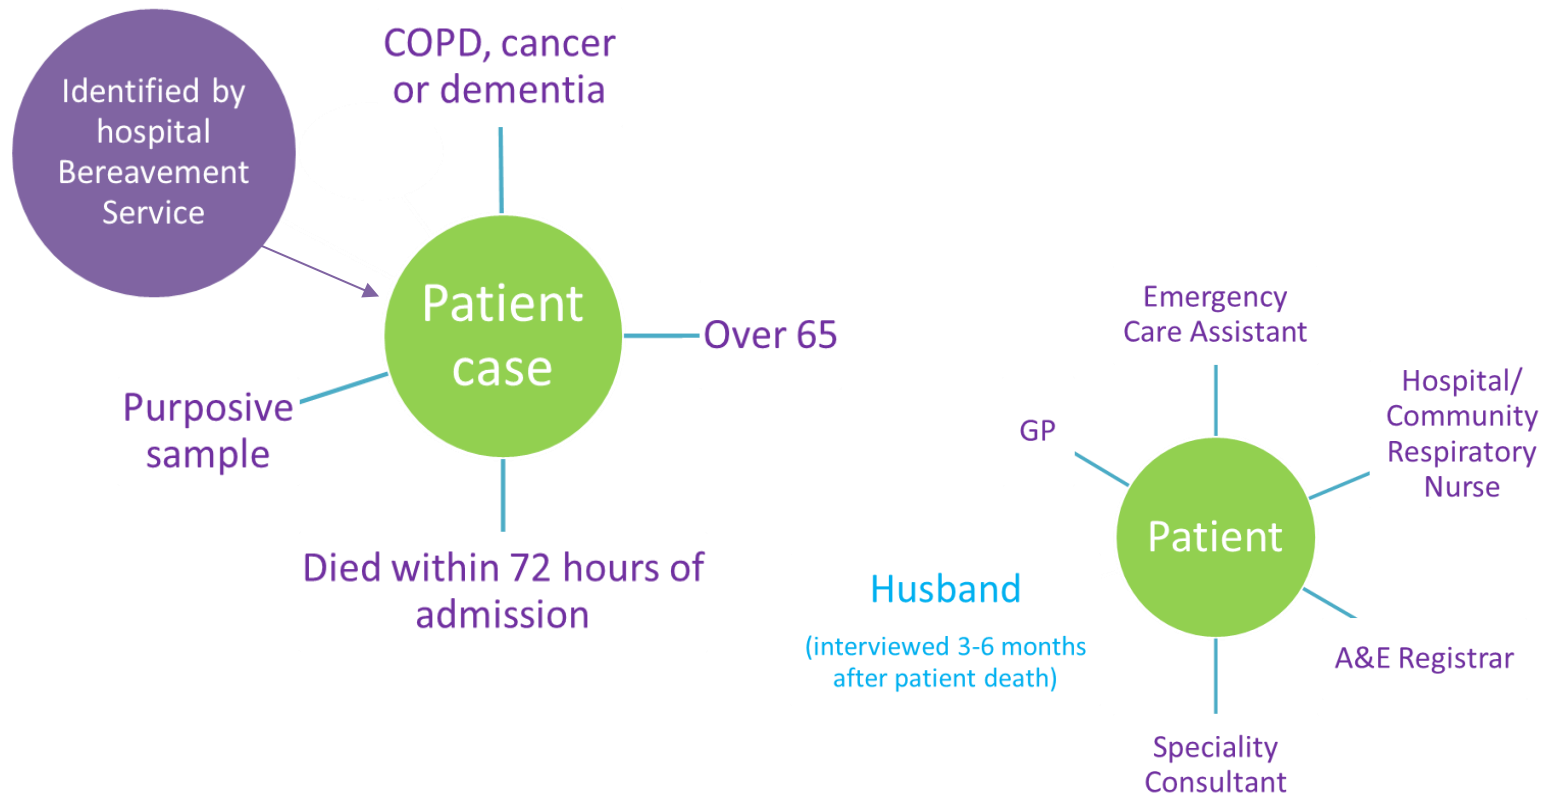 Identified by
hospital
Bereavement
Service
COPD, cancer
or dementia
Patient
case
Over 65
Purposive
sample
Died within 72 hours of
admission
Emergency
Care Assistant
Hospital/
Community
Respiratory
Nurse
GP
Patient
Husband
(interviewed 3-6 months
after patient death)
A&E Registrar
Speciality
Consultant